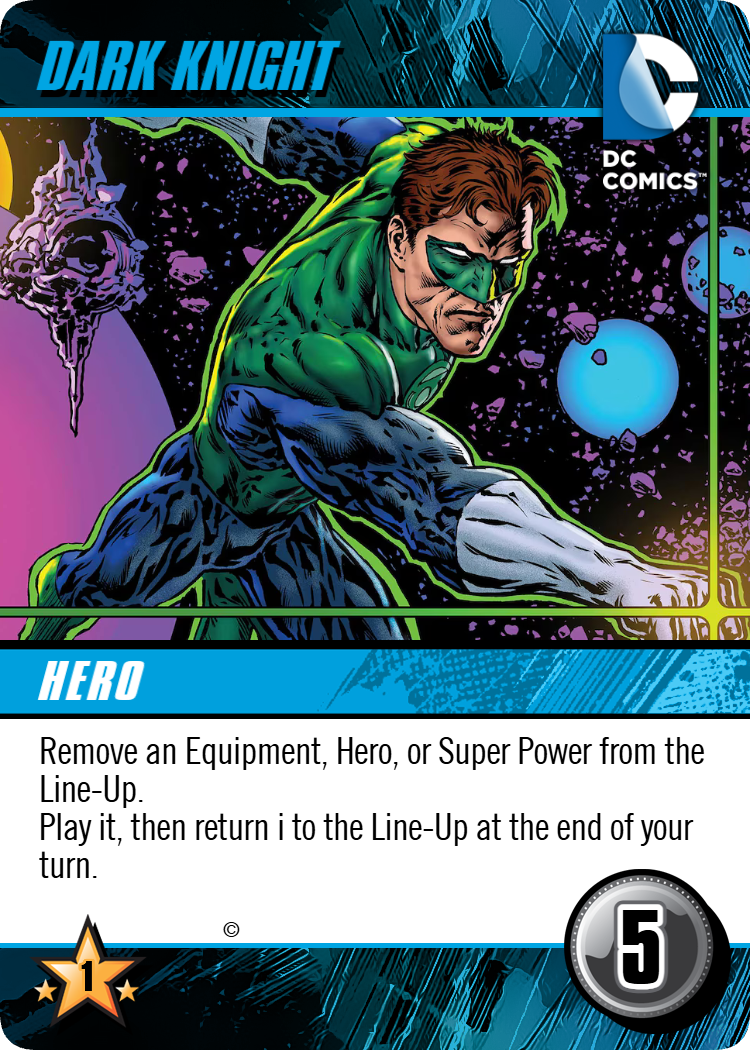 DARK KNIGHT
DC
COMICS™
HERO
Remove an Equipment, Hero, or Super Power from the
Line-Up.
Play it, then return i to the Line-Up at the end of your
turn.
©
1
5